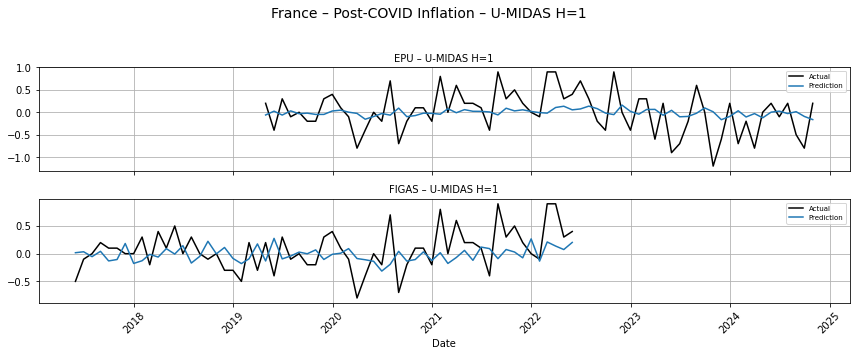 France – Post-COVID Inflation – U-MIDAS H=1
EPU – U-MIDAS H=1
1.0
0.5
0.0
−0.5
−1.0
Actual
Prediction
FIGAS – U-MIDAS H=1
0.5
0.0
−0.5
Actual
Prediction
2018
2019
2020
2021
2022
2023
2024
2025
Date